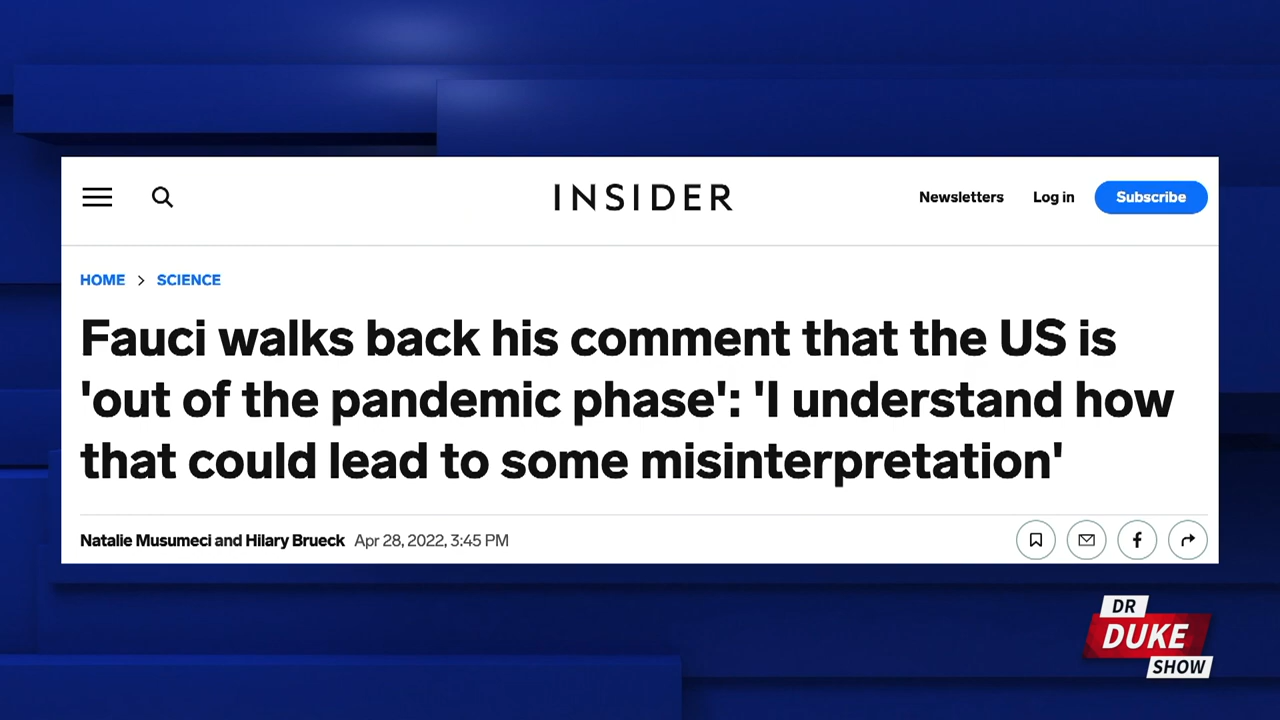 INSIDER
Newsletters
Log in
Subscribe
HOME > SCIENCE
Fauci walks back his comment that the US is
'out of the pandemic phase': 'I understand how
that could lead to some misinterpretation'
Natalie Musumeci and Hilary Brueck Apr 28, 2022, 3:45 PM
DR
DUKE
SHOW